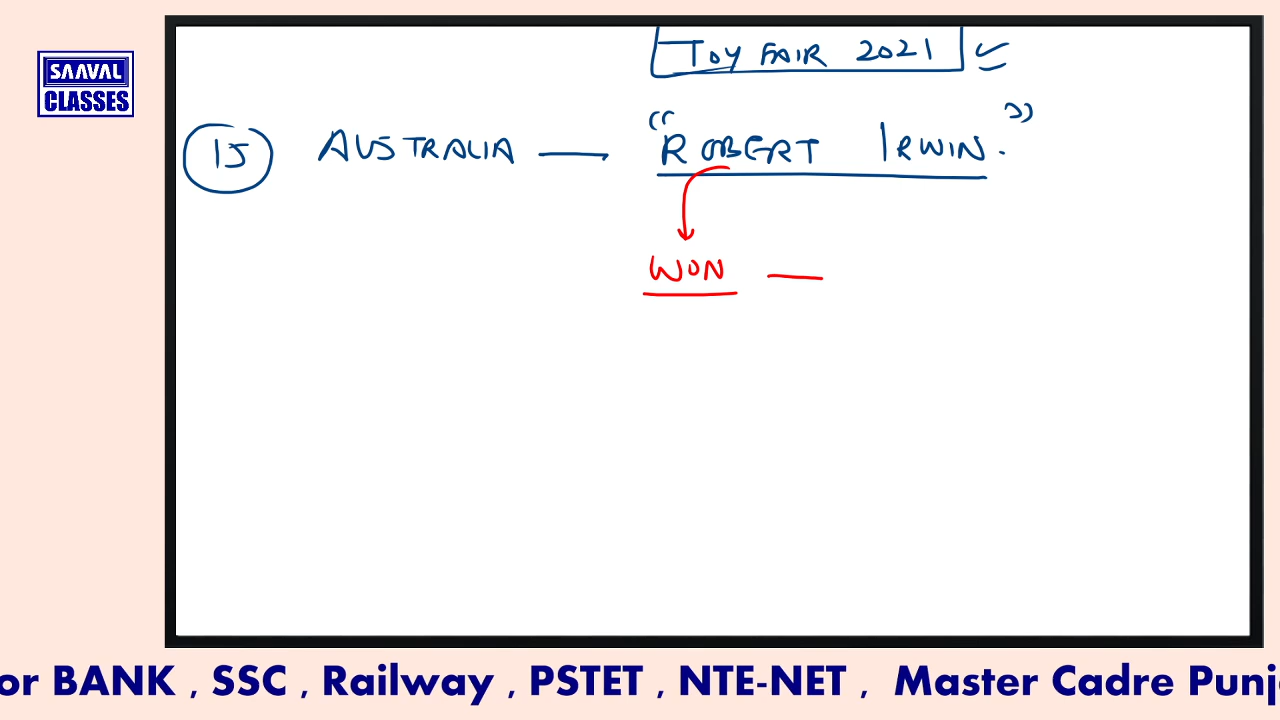 SAAVAL
CLASSES
TOY FAIR 2021
15 AUSTRALIA — "ROBERT IRWIN."
WON —
or BANK , SSC , Railway , PSTET , NTE-NET , Master Cadre Punj